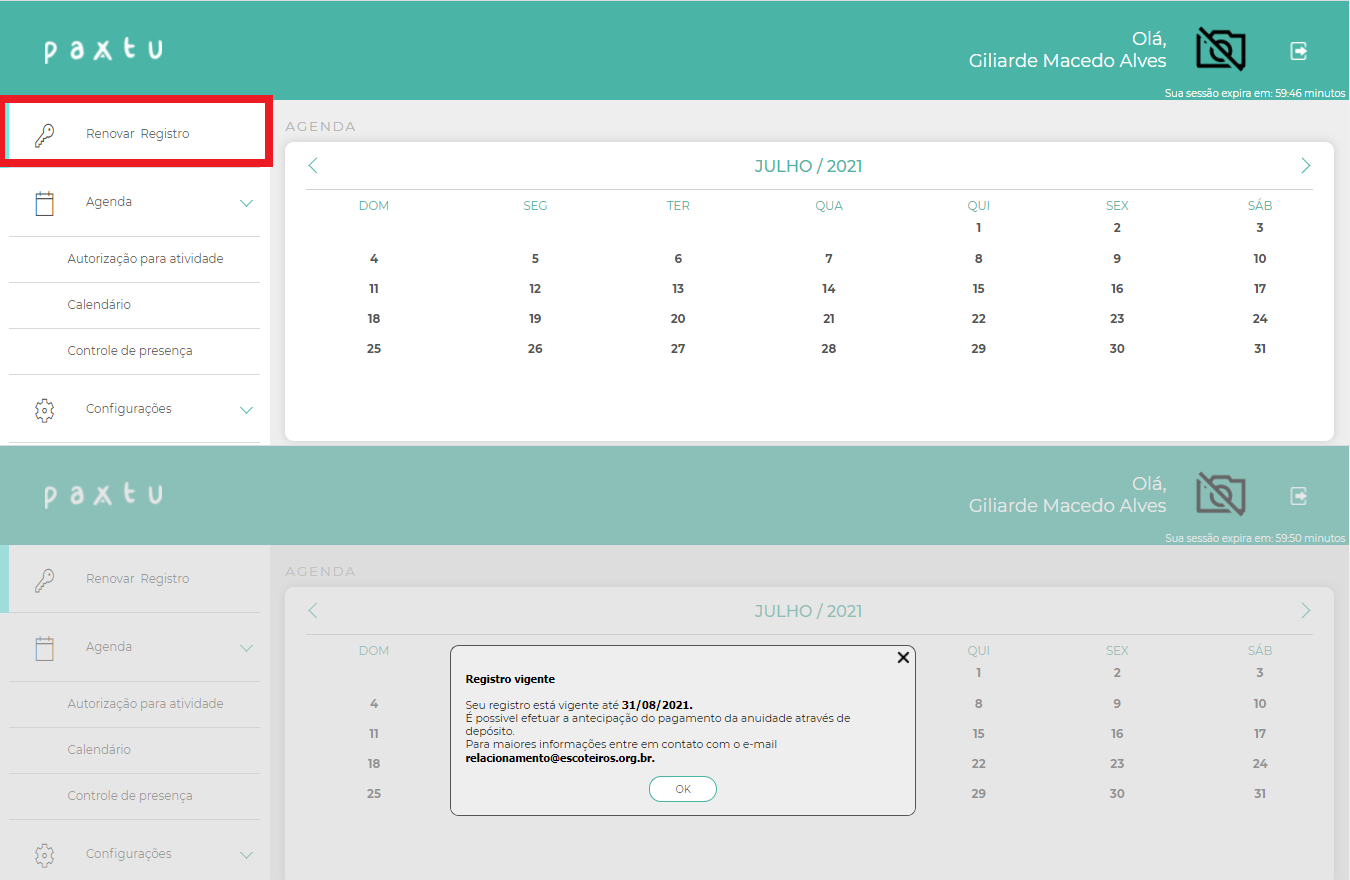 paxtu
Olá,
Giliarde Macedo Alves
Sua sessão expira em: 59:46 minutos
Renovar Registro
Agenda
Autorização para atividade
Calendário
Controle de presença
Configurações
AGENDA
JULHO / 2021
DOM SEG TER QUA QUI SEX SÁB
1 2 3
4 5 6 7 8 9 10
11 12 13 14 15 16 17
18 19 20 21 22 23 24
25 26 27 28 29 30 31
paxtu
Olá,
Giliarde Macedo Alves
Sua sessão expira em: 59:50 minutos
Renovar Registro
Agenda
Autorização para atividade
Calendário
Controle de presença
Configurações
AGENDA
JULHO / 2021
DOM QUI SEX SÁB
1 2 3
4 8 9 10
11 15 16 17
18 22 23 24
25 29 30 31
Registro vigente
Seu registro está vigente até 31/08/2021.
É possivel efetuar a antecipação do pagamento da anuidade através de
depósito.
Para maiores informações entre em contato com o e-mail
relacionamento@escoteiros.org.br.
OK